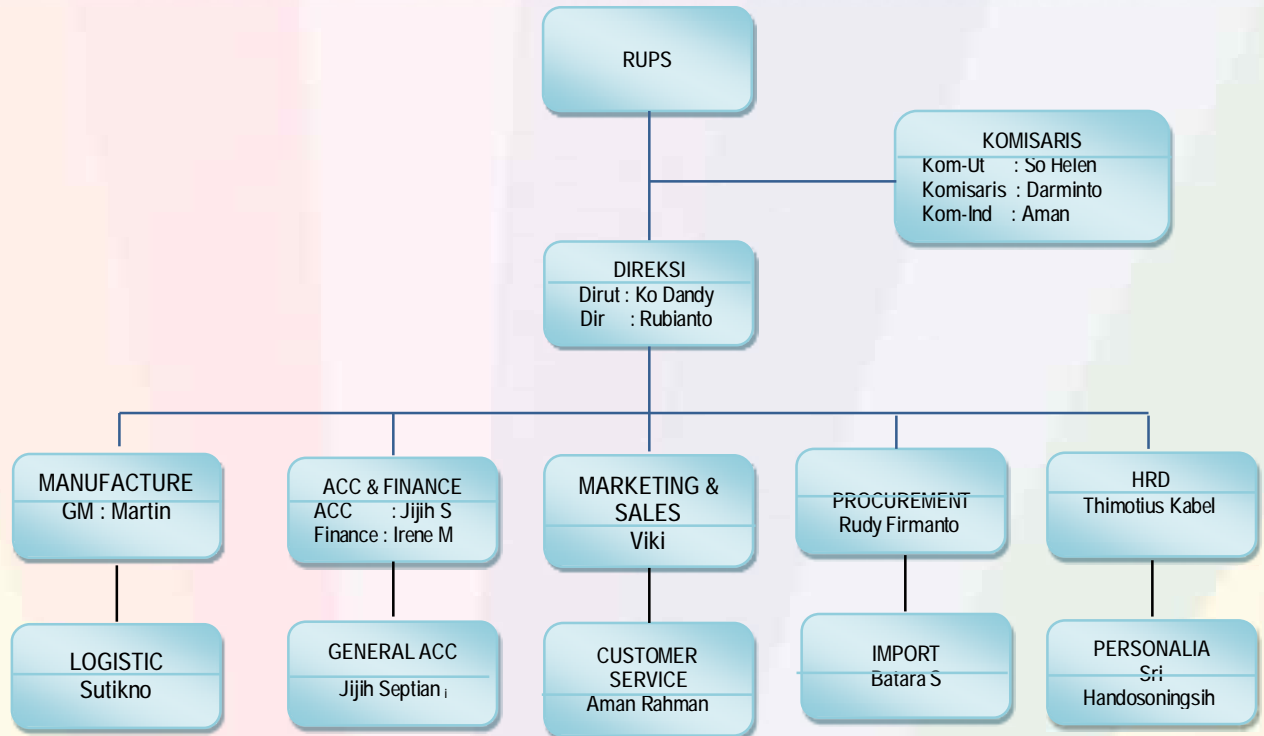 RUPS
KOMISARIS
Kom-Ut : So Helen
Komisaris : Darminto
Kom-Ind : Aman
DIREKSI
Dirut : Ko Dandy
Dir : Rubianto
MANUFACTURE
GM : Martin
ACC & FINANCE
ACC : Jijih S
Finance : Irene M
MARKETING &
SALES
Viki
PROCUREMENT
Rudy Firmanto
HRD
Thimotius Kabel
LOGISTIC
Sutikno
GENERAL ACC
Jijih Septian i
CUSTOMER
SERVICE
Aman Rahman
IMPORT
Batara S
PERSONALIA
Sri
Handosoningsih